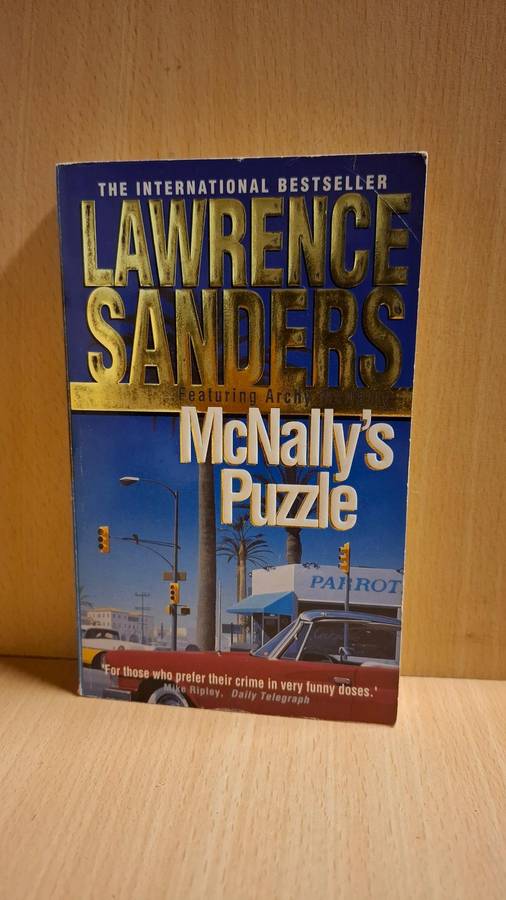 THE INTERNATIONAL BESTSELLER
LAWRENCE
SANDERS
Featuring Archy
McNally's
Puzzle
PARROT
'For those who prefer their crime in very funny doses.'
Mike Ripley, Daily Telegraph